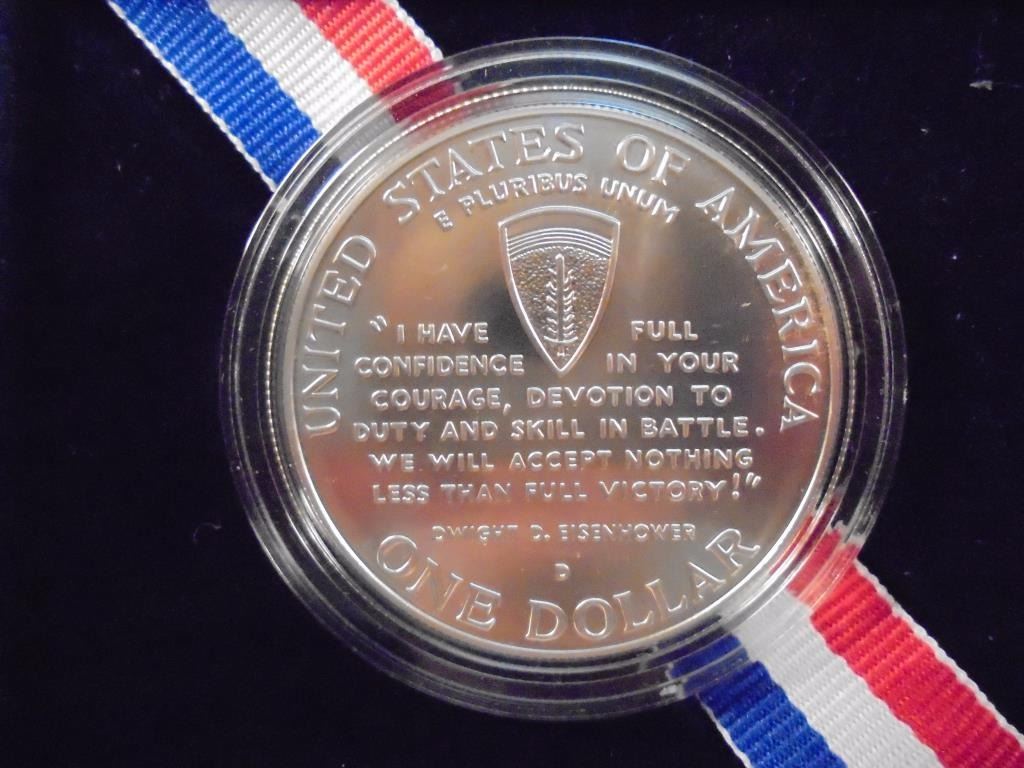 UNITED STATES OF AMERICA
E PLURIBUS UNUM
"I HAVE FULL
CONFIDENCE IN YOUR
COURAGE, DEVOTION TO
DUTY AND SKILL IN BATTLE.
WE WILL ACCEPT NOTHING
LESS THAN FULL VICTORY!"
DWIGHT D. EISENHOWER
D
ONE DOLLAR